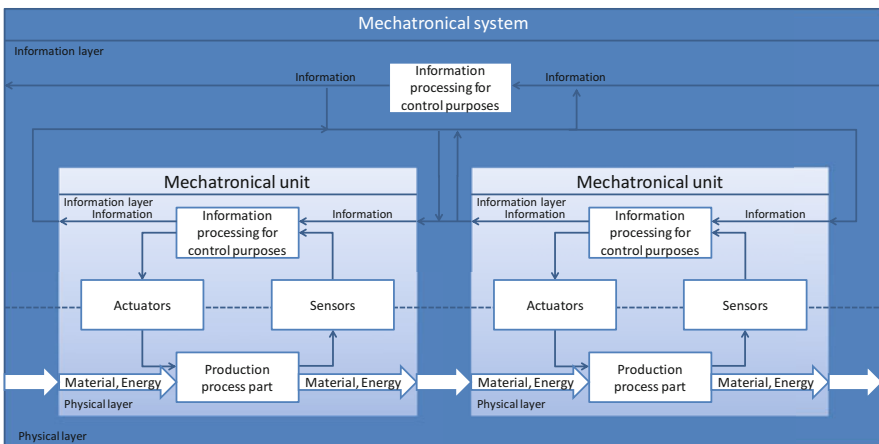 Mechatronical system
Information layer
Information
Information
processing for
control purposes
Information
Mechatronical unit
Information layer
Information
Information
processing for
control purposes
Information
Actuators
Sensors
Material, Energy
Production
process part
Material, Energy
Physical layer
Mechatronical unit
Information layer
Information
Information
processing for
control purposes
Information
Actuators
Sensors
Material, Energy
Production
process part
Material, Energy
Physical layer
Physical layer